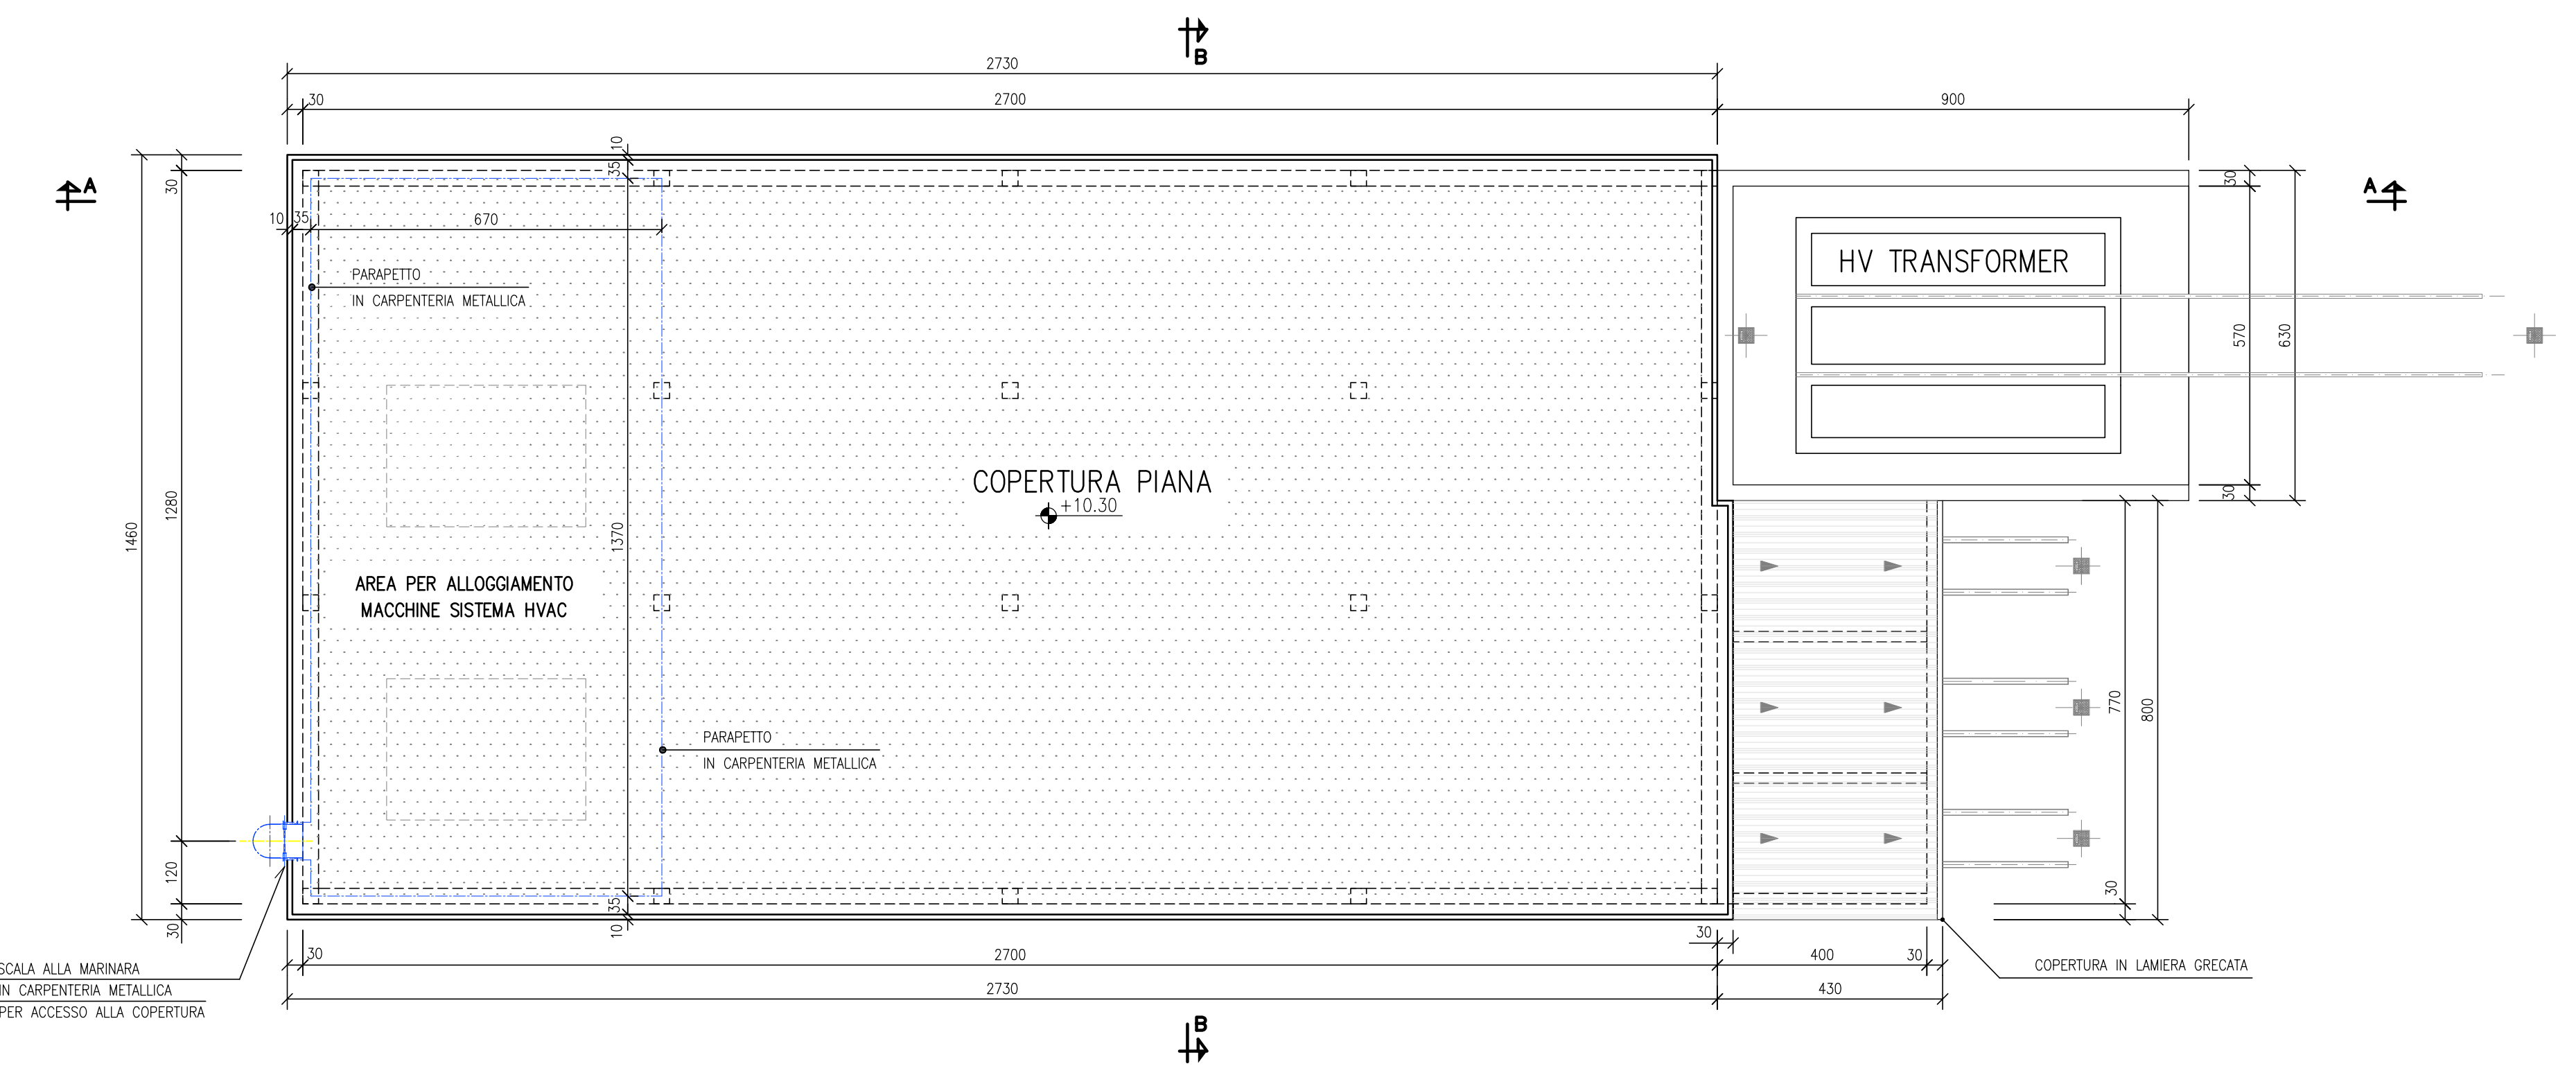 B
2730
30
2700
900
10
35
30
A
A
30
10
35
670
HV TRANSFORMER
PARAPETTO
IN CARPENTERIA METALLICA
570
630
COPERTURA PIANA
+10.30
30
1460
1280
1370
AREA PER ALLOGGIAMENTO
MACCHINE SISTEMA HVAC
770
800
PARAPETTO
IN CARPENTERIA METALLICA
120
30
35
10
30
30
SCALA ALLA MARINARA
IN CARPENTERIA METALLICA
PER ACCESSO ALLA COPERTURA
30
2700
400
30
COPERTURA IN LAMIERA GRECATA
2730
430
B